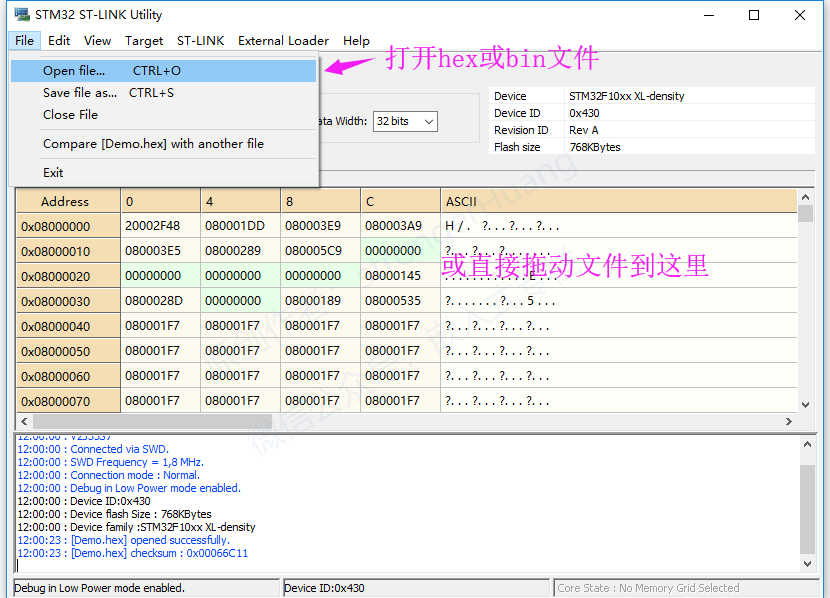 STM32 ST-LINK Utility
File Edit View Target ST-LINK External Loader Help
Open file... CTRL+O
打开hex或bin文件
Save file as... CTRL+S
Close File
Compare [Demo.hex] with another file
Exit
ata Width: 32 bits
Device STM32F10xx XL-density
Device ID 0x430
Revision ID Rev A
Flash size 768KBytes
Address 0 4 8 C ASCII
0x08000000 20002F48 080001DD 080003E9 080003A9 H/. ?...?...?...
0x08000010 080003E5 08000289 080005C9 00000000 ?...?...?.......
或直接拖动文件到这里
0x08000020 00000000 00000000 00000000 08000145 ............E...
0x08000030 0800028D 00000000 08000189 08000535 ?.......?...5...
0x08000040 080001F7 080001F7 080001F7 080001F7 ?...?...?...?...
0x08000050 080001F7 080001F7 080001F7 080001F7 ?...?...?...?...
0x08000060 080001F7 080001F7 080001F7 080001F7 ?...?...?...?...
0x08000070 080001F7 080001F7 080001F7 080001F7 ?...?...?...?...
12:00:00 : V2J35S7
12:00:00 : Connected via SWD.
12:00:00 : SWD Frequency = 1,8 MHz.
12:00:00 : Connection mode : Normal.
12:00:00 : Debug in Low Power mode enabled.
12:00:00 : Device ID:0x430
12:00:00 : Device flash Size : 768KBytes
12:00:00 : Device family :STM32F10xx XL-density
12:00:23 : [Demo.hex] opened successfully.
12:00:23 : [Demo.hex] checksum : 0x00066C11
Debug in Low Power mode enabled. Device ID:0x430 Core State : No Memory Grid Selected